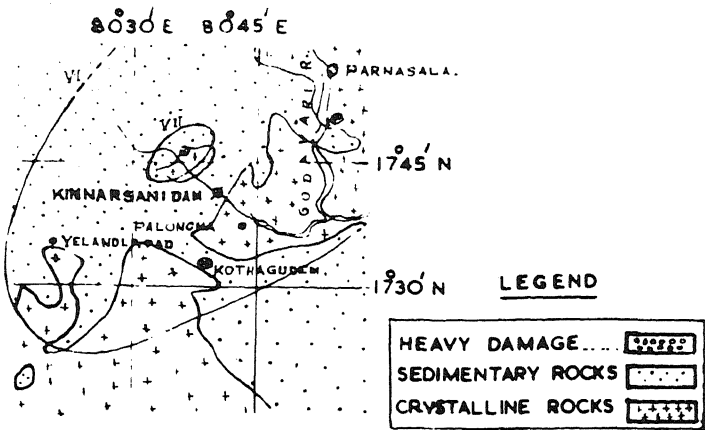 80°30'E 80°45'E
VI
PARNASALA.
VII
GODAVARI R.
17°45'N
KINNARSANI DAM
PALUNCHA
YELANDLAPAD
KOTHAGUDEM
17°30'N
LEGEND
HEAVY DAMAGE.....
SEDIMENTARY ROCKS
CRYSTALLINE ROCKS